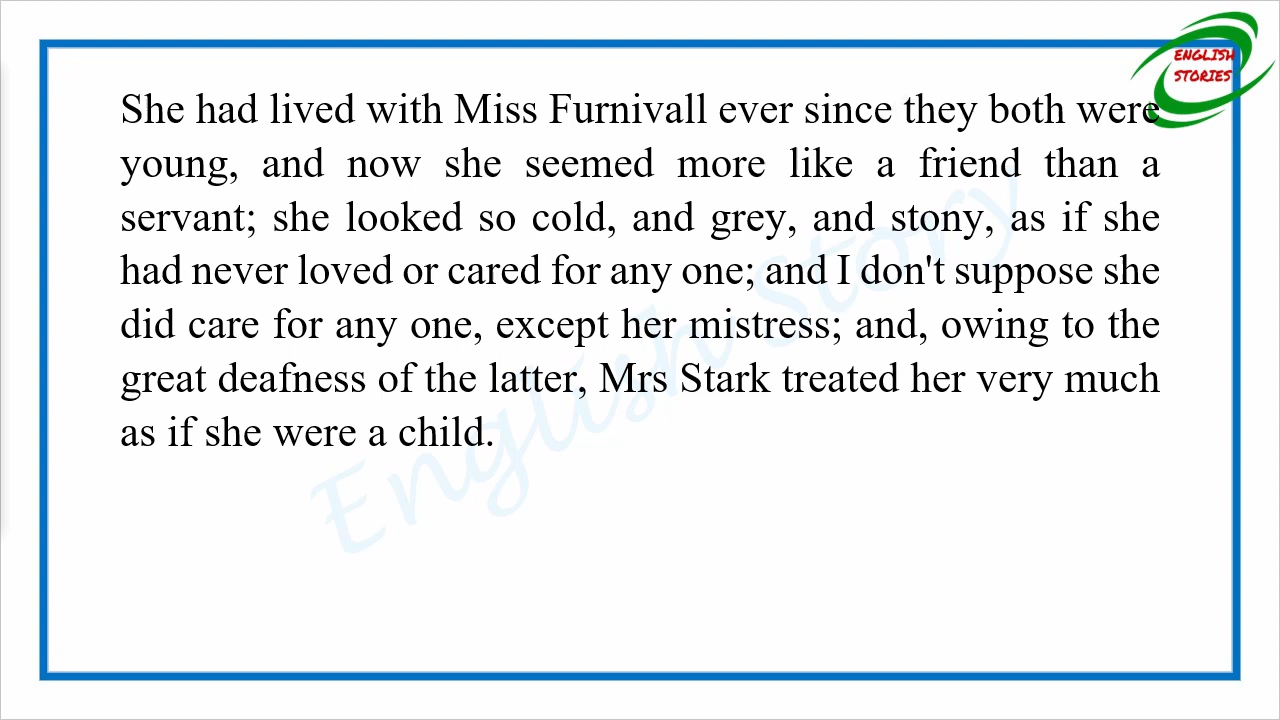 ENGLISH
STORIES
She had lived with Miss Furnivall ever since they both were
young, and now she seemed more like a friend than a
servant; she looked so cold, and grey, and stony, as if she
had never loved or cared for any one; and I don't suppose she
did care for any one, except her mistress; and, owing to the
great deafness of the latter, Mrs Stark treated her very much
as if she were a child.
English Story